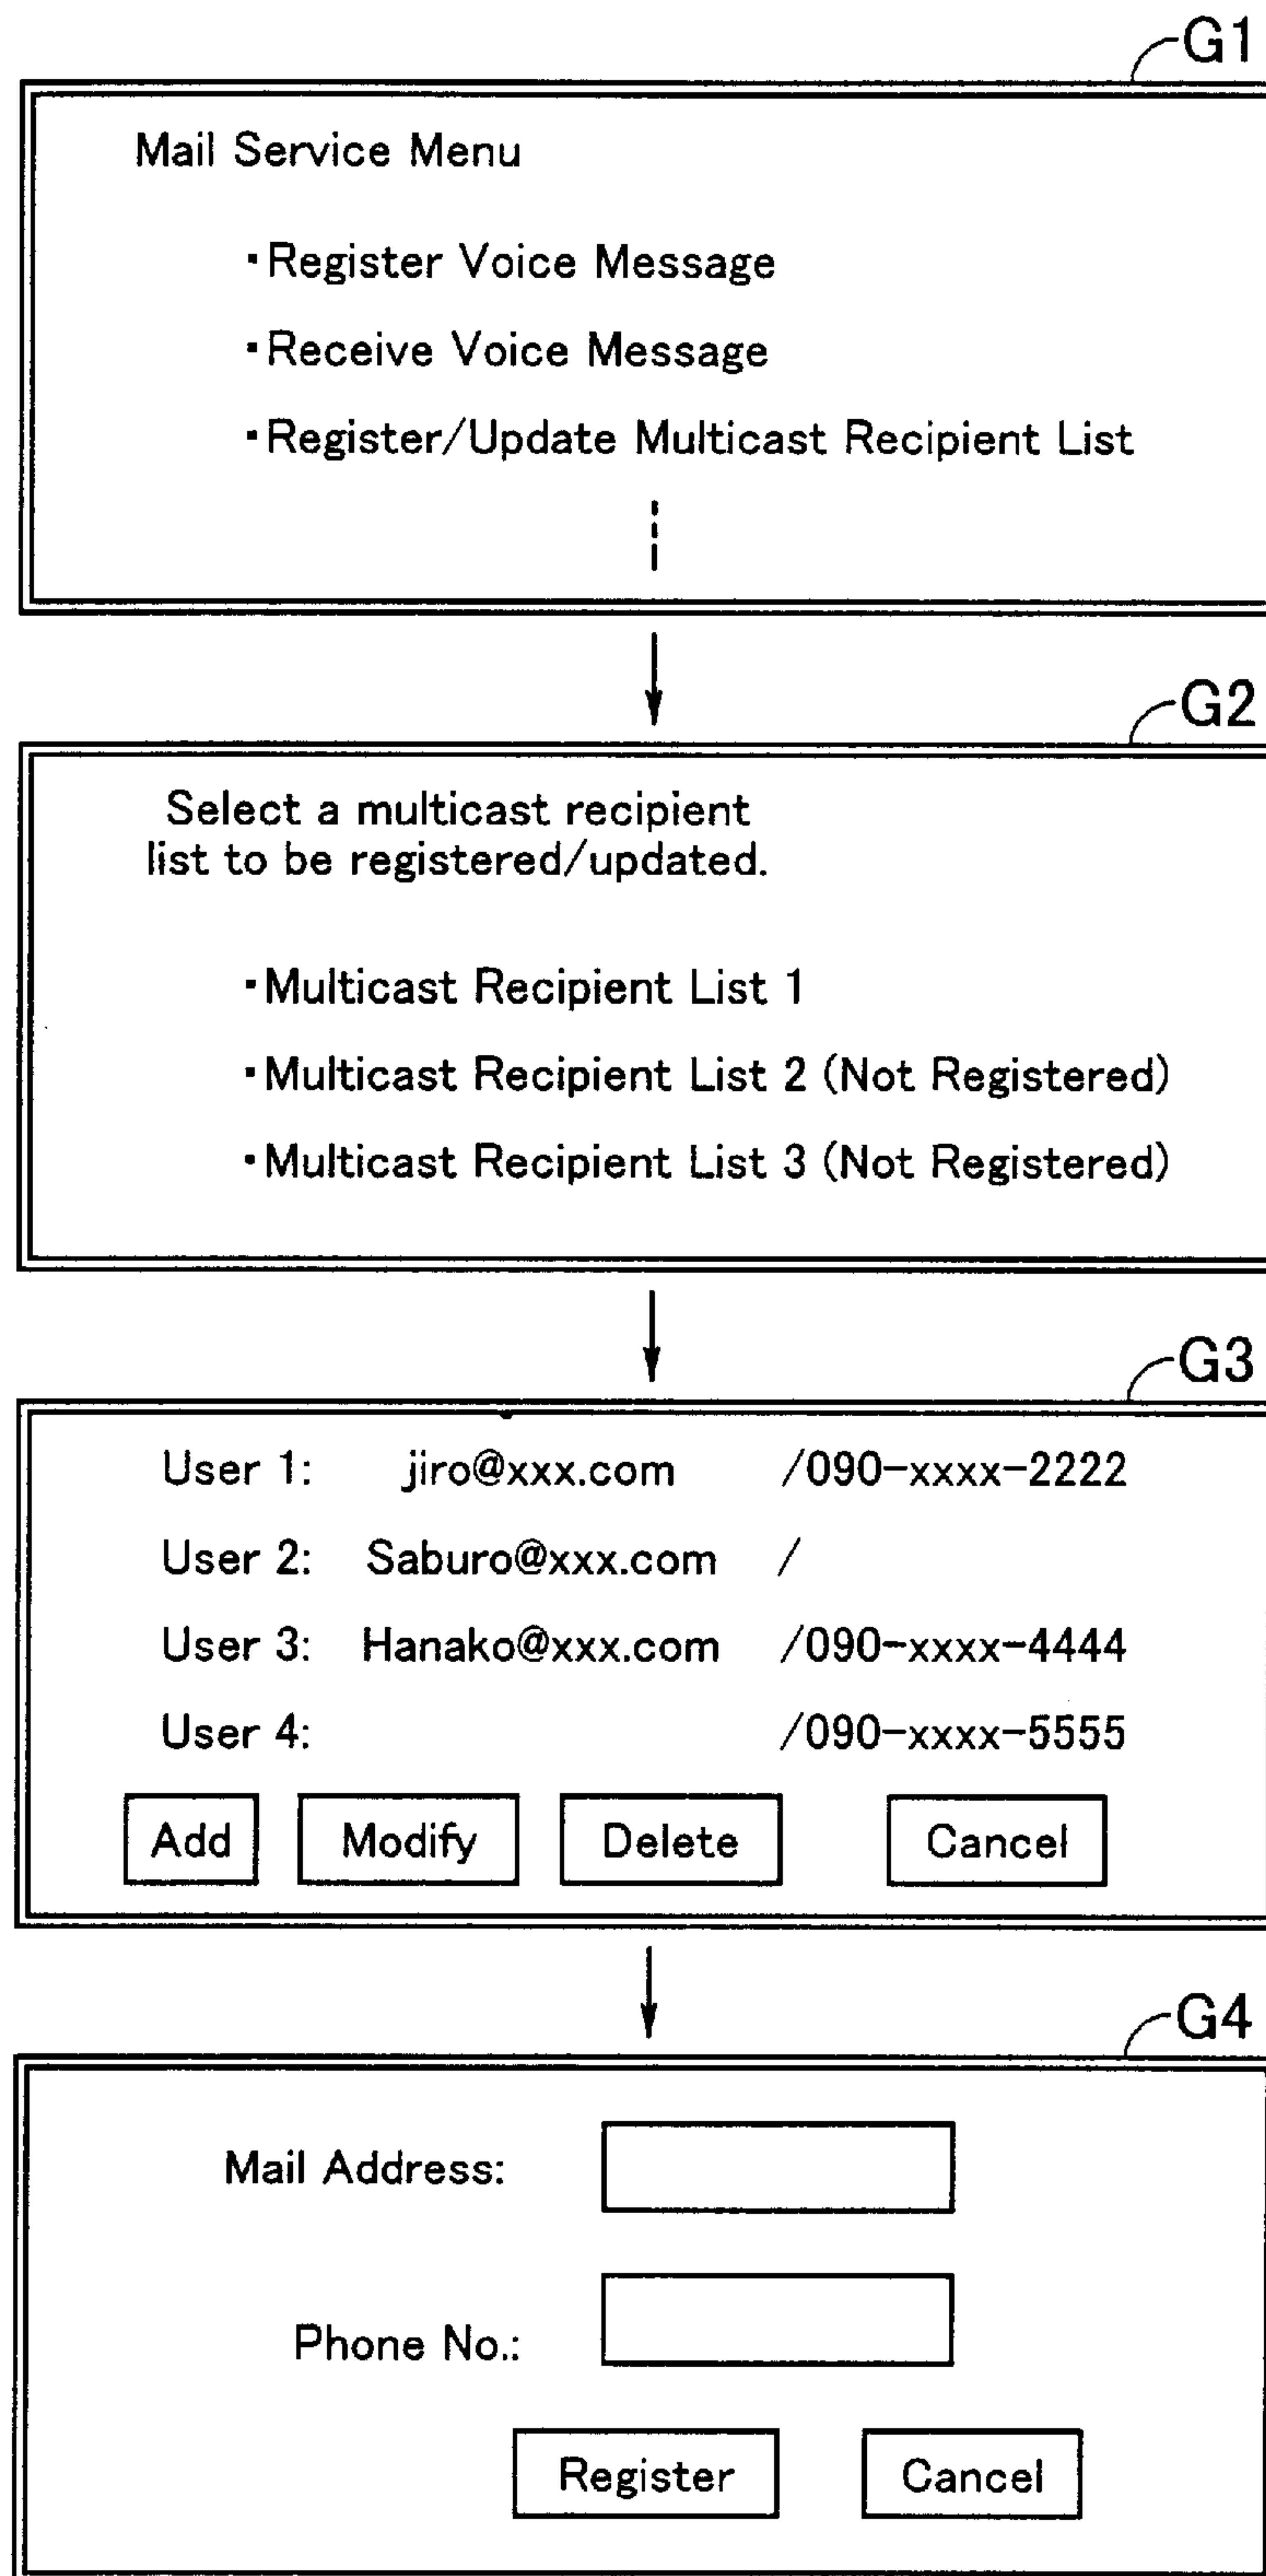 G1
Mail Service Menu
・Register Voice Message
・Receive Voice Message
・Register/Update Multicast Recipient List
G2
Select a multicast recipient
list to be registered/updated.
・Multicast Recipient List 1
・Multicast Recipient List 2 (Not Registered)
・Multicast Recipient List 3 (Not Registered)
G3
User 1: jiro@xxx.com /090-xxxx-2222
User 2: Saburo@xxx.com /
User 3: Hanako@xxx.com /090-xxxx-4444
User 4: /090-xxxx-5555
Add Modify Delete Cancel
G4
Mail Address:
Phone No.:
Register Cancel